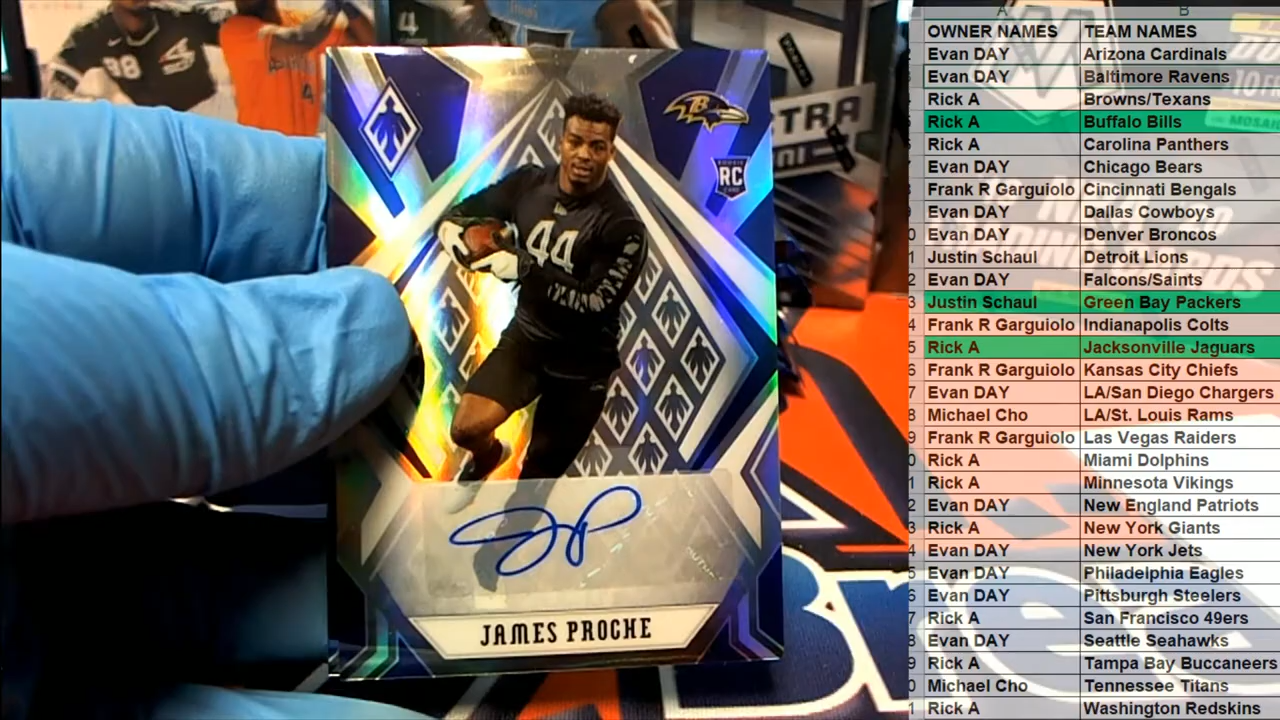 98
4
4
TRA
INI
RC
44
JAMES PROCHE
A B
OWNER NAMES TEAM NAMES
Evan DAY Arizona Cardinals
Evan DAY Baltimore Ravens
Rick A Browns/Texans
Rick A Buffalo Bills
Rick A Carolina Panthers
Evan DAY Chicago Bears
Frank R Garguiolo Cincinnati Bengals
Evan DAY Dallas Cowboys
Evan DAY Denver Broncos
Justin Schaul Detroit Lions
Evan DAY Falcons/Saints
Justin Schaul Green Bay Packers
Frank R Garguiolo Indianapolis Colts
Rick A Jacksonville Jaguars
Frank R Garguiolo Kansas City Chiefs
Evan DAY LA/San Diego Chargers
Michael Cho LA/St. Louis Rams
Frank R Garguiolo Las Vegas Raiders
Rick A Miami Dolphins
Rick A Minnesota Vikings
Evan DAY New England Patriots
Rick A New York Giants
Evan DAY New York Jets
Evan DAY Philadelphia Eagles
Evan DAY Pittsburgh Steelers
Rick A San Francisco 49ers
Evan DAY Seattle Seahawks
Rick A Tampa Bay Buccaneers
Michael Cho Tennessee Titans
Rick A Washington Redskins